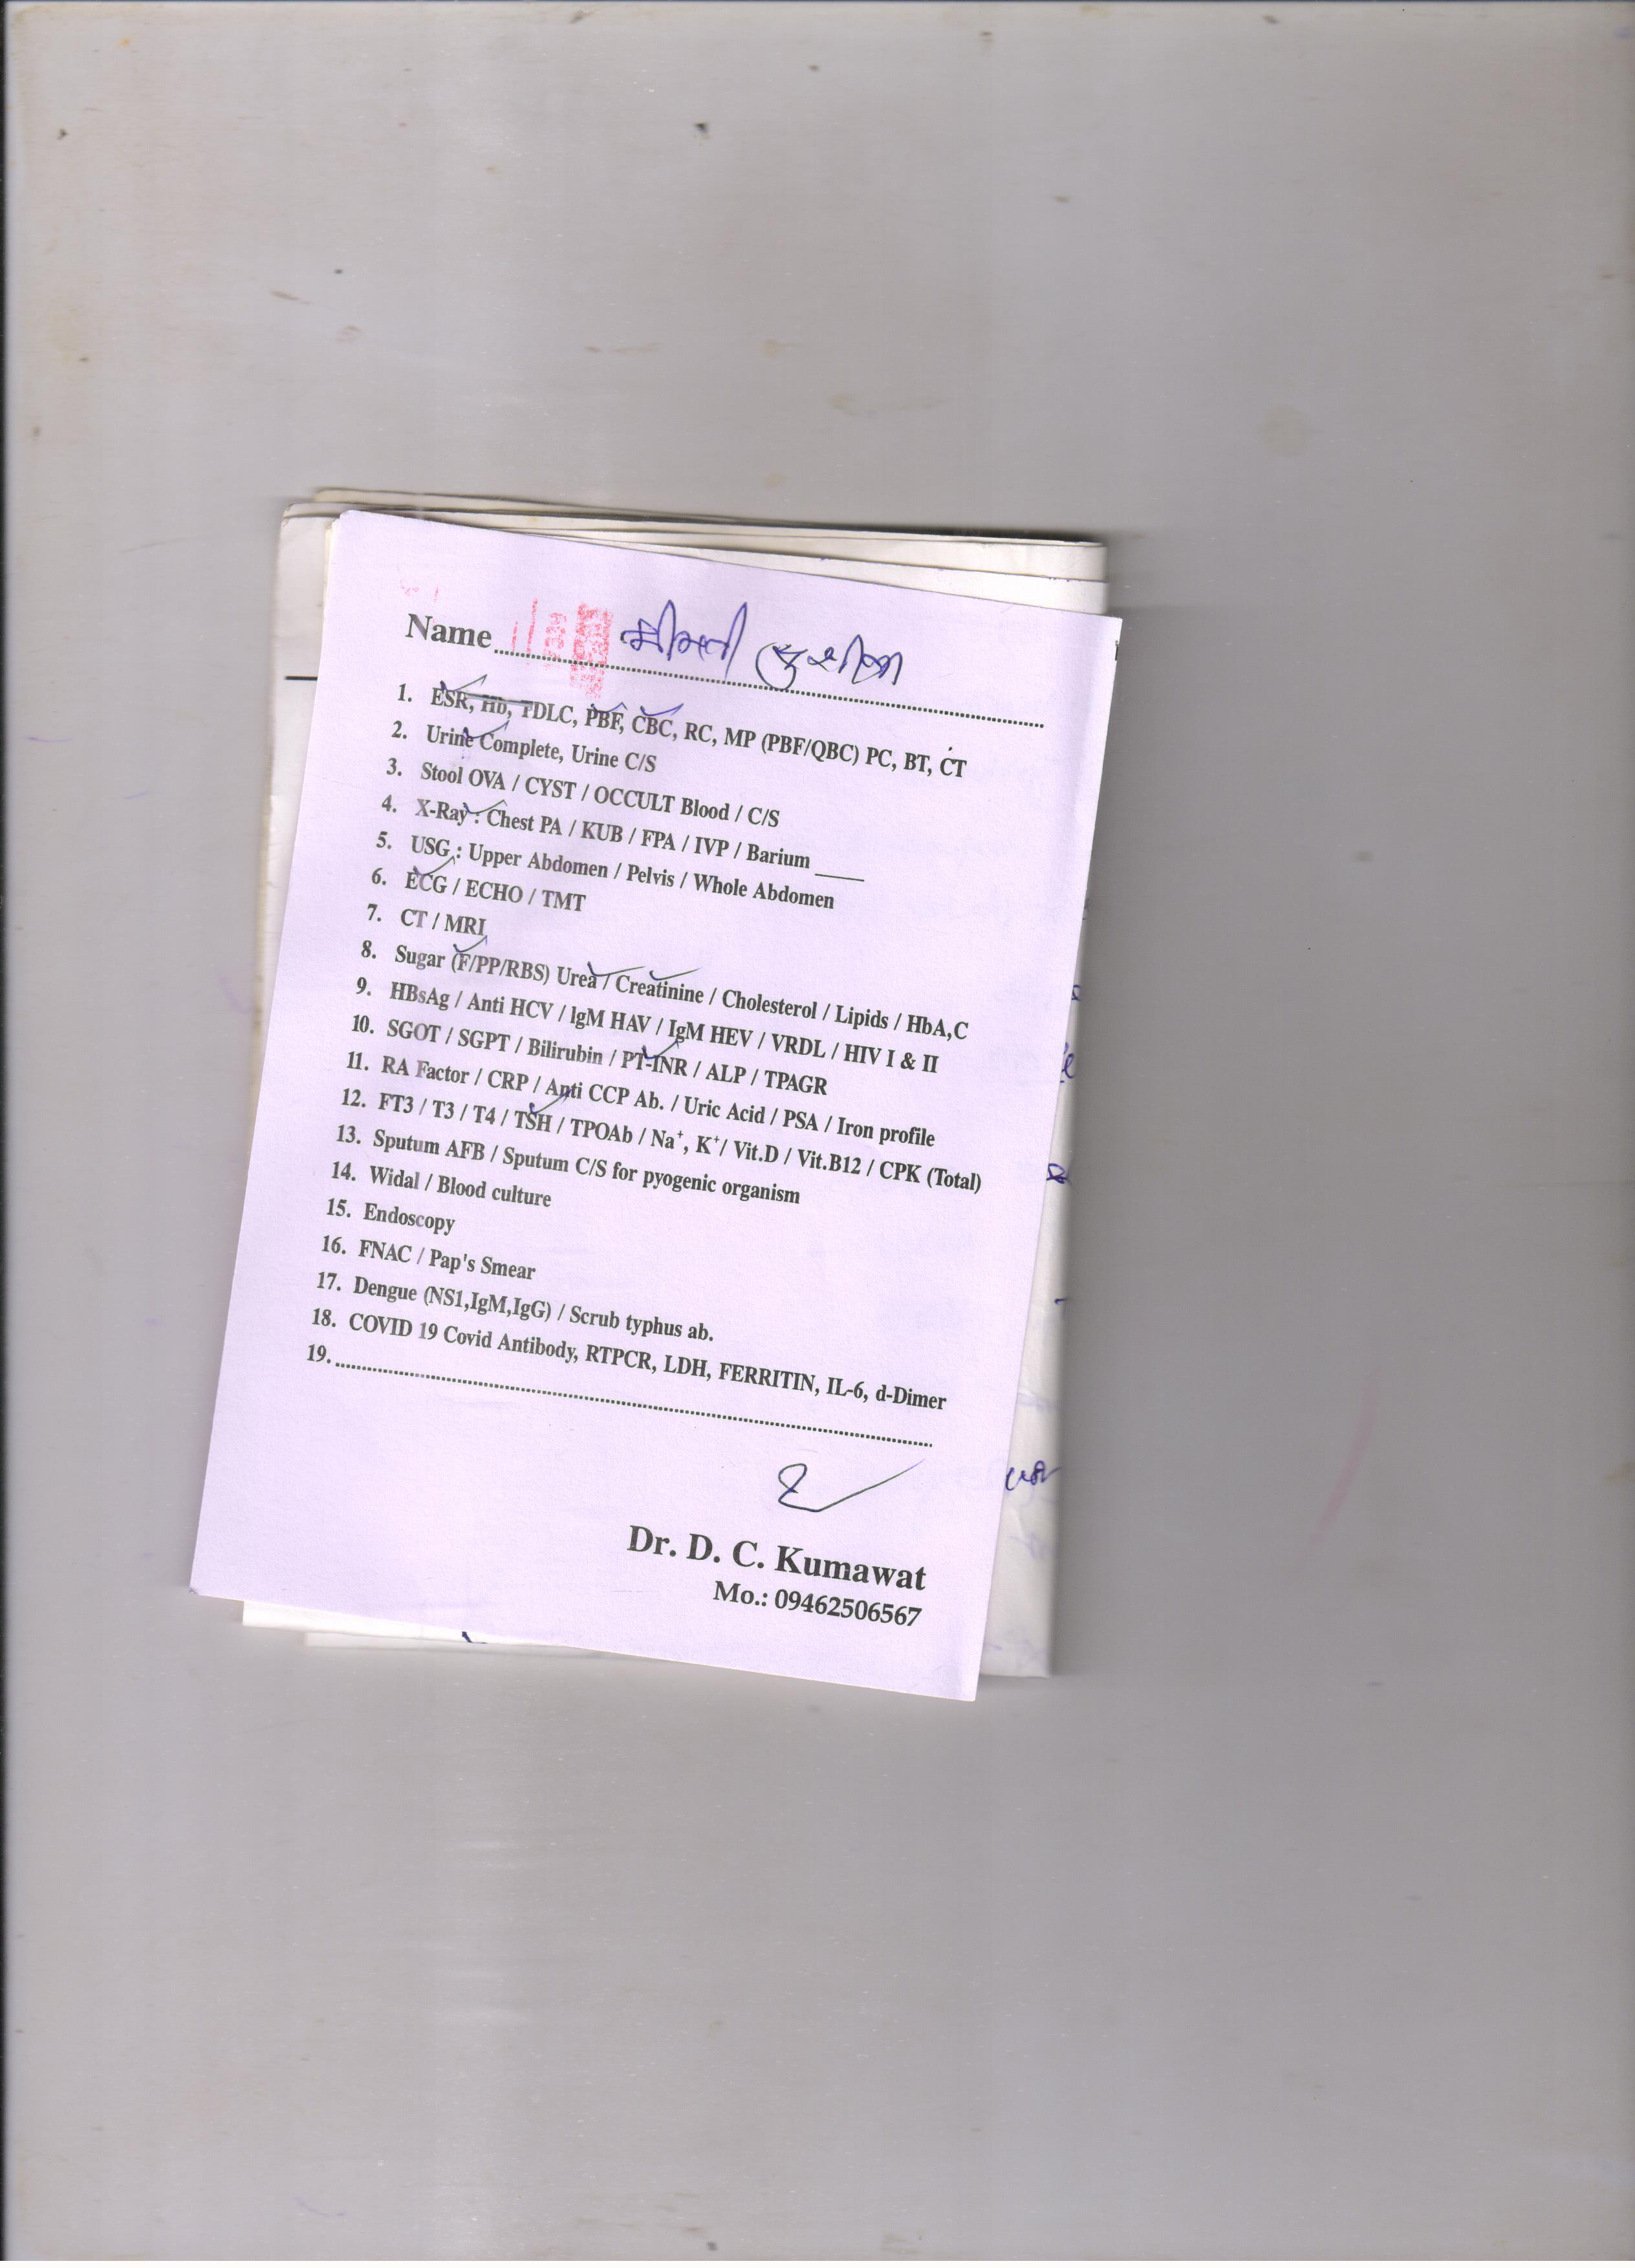 Name श्रीमती सुशीला
1. ESR, Hb, TDLC, PBF, CBC, RC, MP (PBF/QBC) PC, BT, CT
2. Urine Complete, Urine C/S
3. Stool OVA / CYST / OCCULT Blood / C/S
4. X-Ray : Chest PA / KUB / FPA / IVP / Barium ____
5. USG : Upper Abdomen / Pelvis / Whole Abdomen
6. ECG / ECHO / TMT
7. CT / MRI
8. Sugar (F/PP/RBS) Urea / Creatinine / Cholesterol / Lipids / HbA,C
9. HBsAg / Anti HCV / IgM HAV / IgM HEV / VRDL / HIV I & II
10. SGOT / SGPT / Bilirubin / PT-INR / ALP / TPAGR
11. RA Factor / CRP / Anti CCP Ab. / Uric Acid / PSA / Iron profile
12. FT3 / T3 / T4 / TSH / TPOAb / Na⁺, K⁺/ Vit.D / Vit.B12 / CPK (Total)
13. Sputum AFB / Sputum C/S for pyogenic organism
14. Widal / Blood culture
15. Endoscopy
16. FNAC / Pap's Smear
17. Dengue (NS1,IgM,IgG) / Scrub typhus ab.
18. COVID 19 Covid Antibody, RTPCR, LDH, FERRITIN, IL-6, d-Dimer
19.
Dr. D. C. Kumawat
Mo.: 09462506567